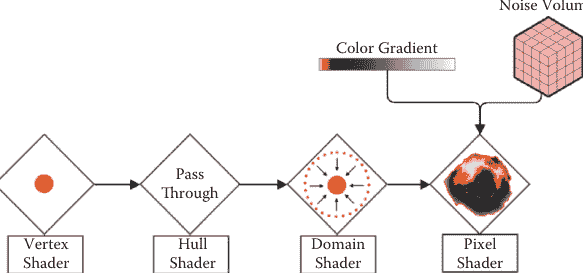 Noise Volum
Color Gradient
Pass
Through
Vertex
Shader
Hull
Shader
Domain
Shader
Pixel
Shader